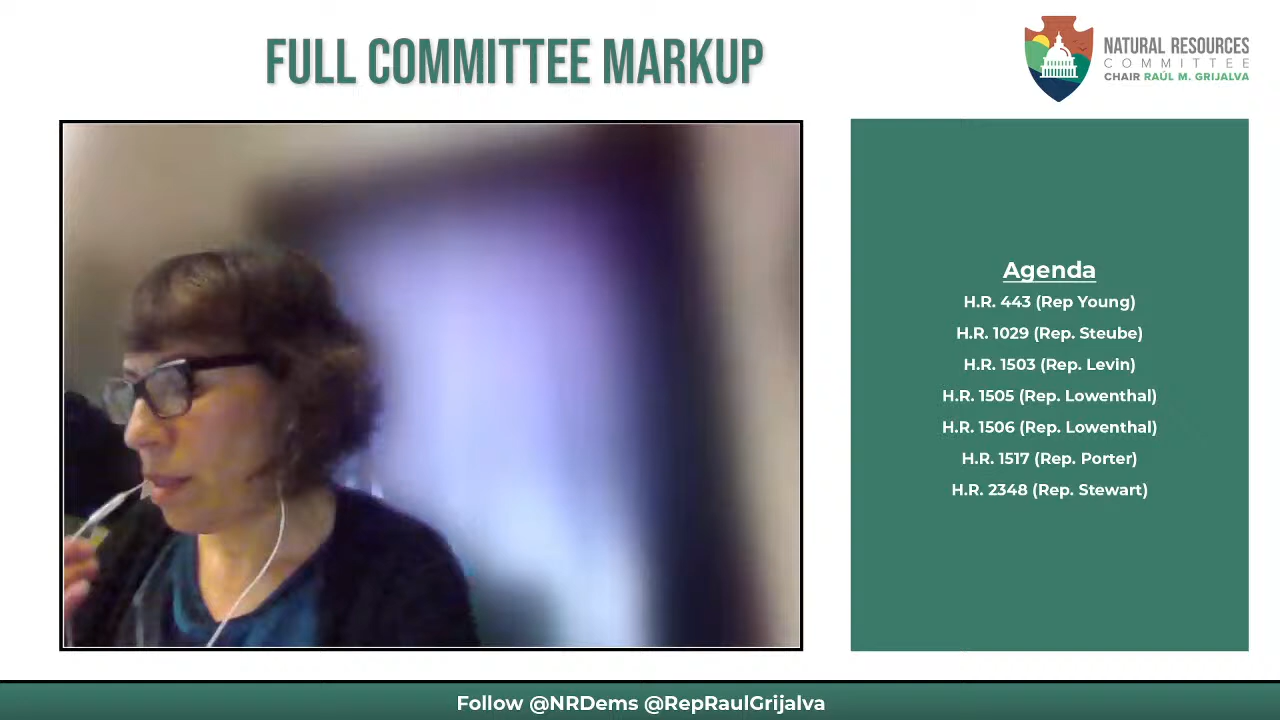 FULL COMMITTEE MARKUP
NATURAL RESOURCES
COMMITTEE
CHAIR RAÚL M. GRIJALVA
Agenda
H.R. 443 (Rep Young)
H.R. 1029 (Rep. Steube)
H.R. 1503 (Rep. Levin)
H.R. 1505 (Rep. Lowenthal)
H.R. 1506 (Rep. Lowenthal)
H.R. 1517 (Rep. Porter)
H.R. 2348 (Rep. Stewart)
Follow @NRDems @RepRaulGrijalva